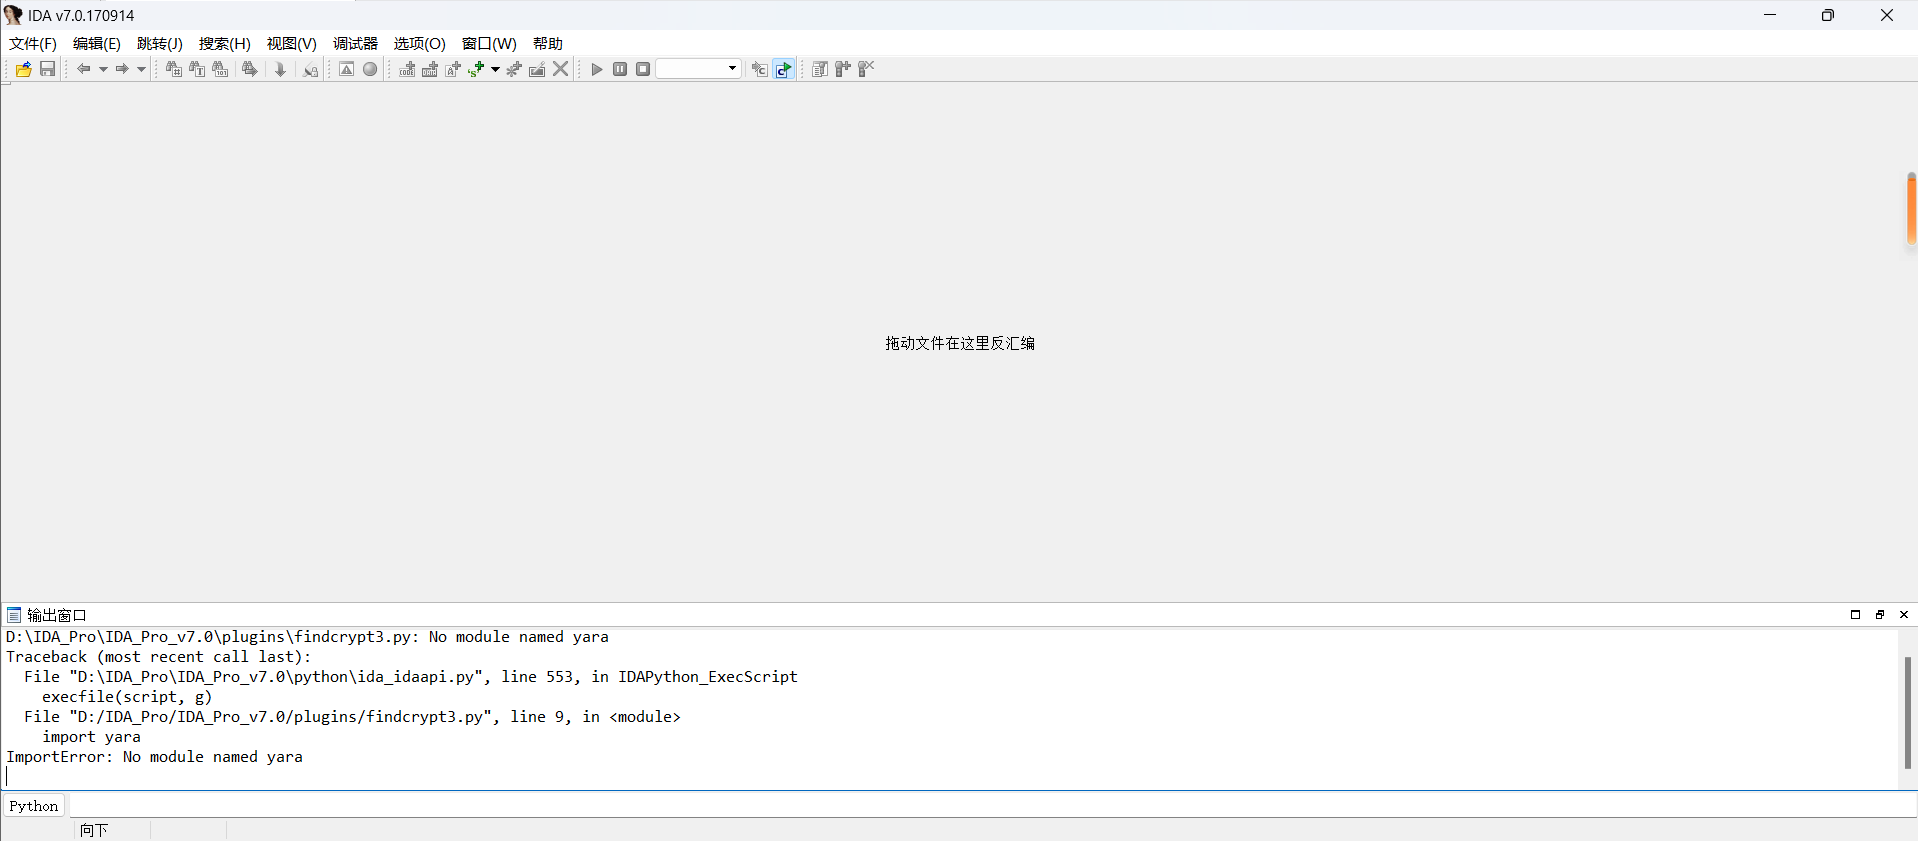 IDA v7.0.170914
文件(F) 编辑(E) 跳转(J) 搜索(H) 视图(V) 调试器 选项(O) 窗口(W) 帮助
拖动文件在这里反汇编
输出窗口
D:\IDA_Pro\IDA_Pro_v7.0\plugins\findcrypt3.py: No module named yara
Traceback (most recent call last):
  File "D:\IDA_Pro\IDA_Pro_v7.0\python\ida_idaapi.py", line 553, in IDAPython_ExecScript
    execfile(script, g)
  File "D:/IDA_Pro/IDA_Pro_v7.0/plugins/findcrypt3.py", line 9, in <module>
    import yara
ImportError: No module named yara
Python
向下